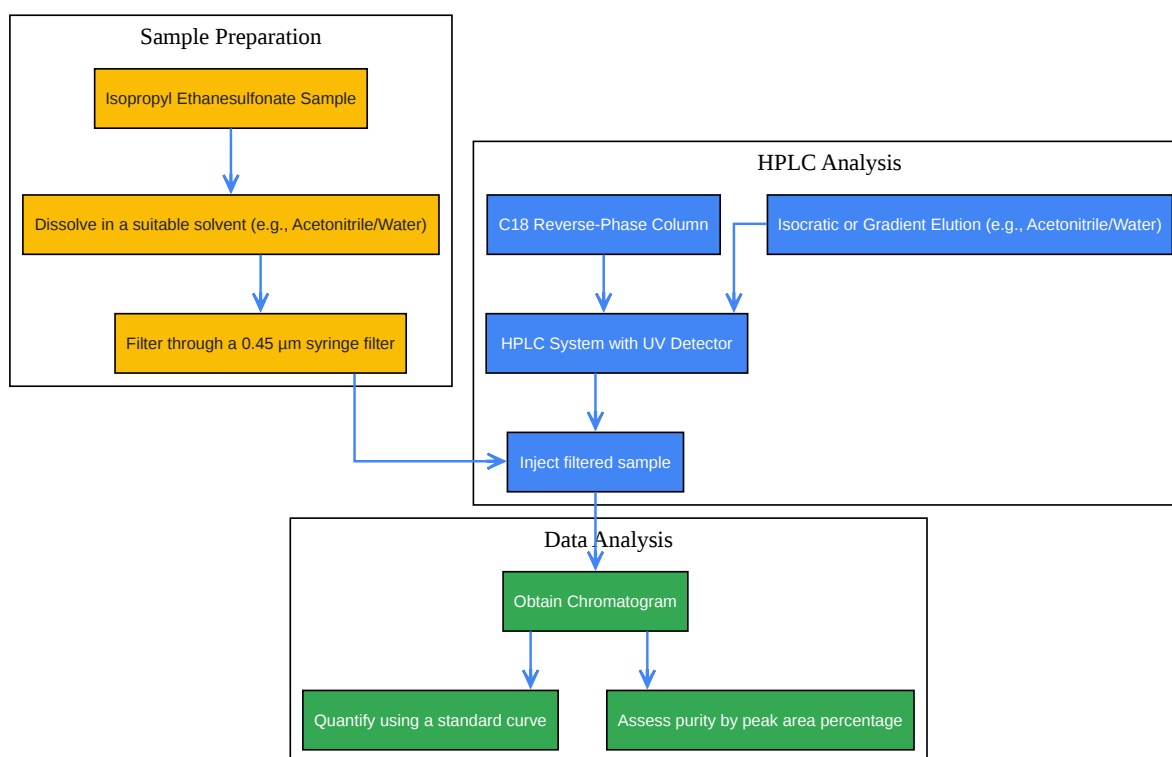 Sample Preparation
Isopropyl Ethanesulfonate Sample
Dissolve in a suitable solvent (e.g., Acetonitrile/Water)
Filter through a 0.45 µm syringe filter
HPLC Analysis
C18 Reverse-Phase Column
Isocratic or Gradient Elution (e.g., Acetonitrile/Water)
HPLC System with UV Detector
Inject filtered sample
Data Analysis
Obtain Chromatogram
Quantify using a standard curve
Assess purity by peak area percentage